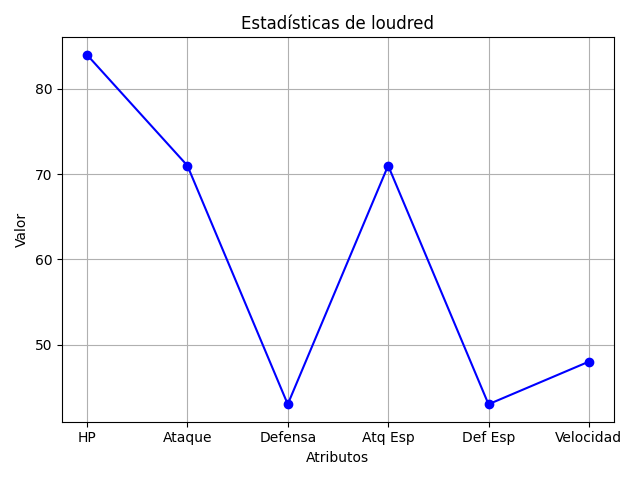 Estadísticas de loudred
Valor
80
70
60
50
HP Ataque Defensa Atq Esp Def Esp Velocidad
Atributos